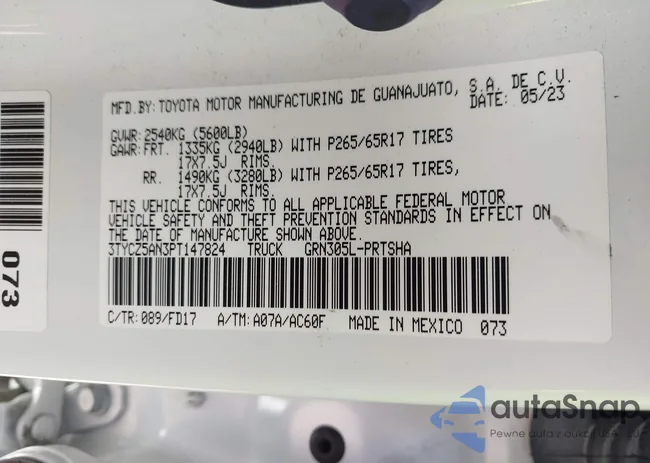 MFD.BY: TOYOTA MOTOR MANUFACTURING DE GUANAJUATO, S.A. DE C.V.
DATE: 05/23
GVWR: 2540KG (5600LB)
GAWR: FRT. 1335KG (2940LB) WITH P265/65R17 TIRES
17X7.5J RIMS.
RR. 1490KG (3280LB) WITH P265/65R17 TIRES,
17X7.5J RIMS.
THIS VEHICLE CONFORMS TO ALL APPLICABLE FEDERAL MOTOR
VEHICLE SAFETY AND THEFT PREVENTION STANDARDS IN EFFECT ON
THE DATE OF MANUFACTURE SHOWN ABOVE.
3TYCZ5AN3PT147824 TRUCK GRN305L-PRTSHA
C/TR: 089/FD17 A/TM: A07A/AC60F MADE IN MEXICO 073
073
autaSnap